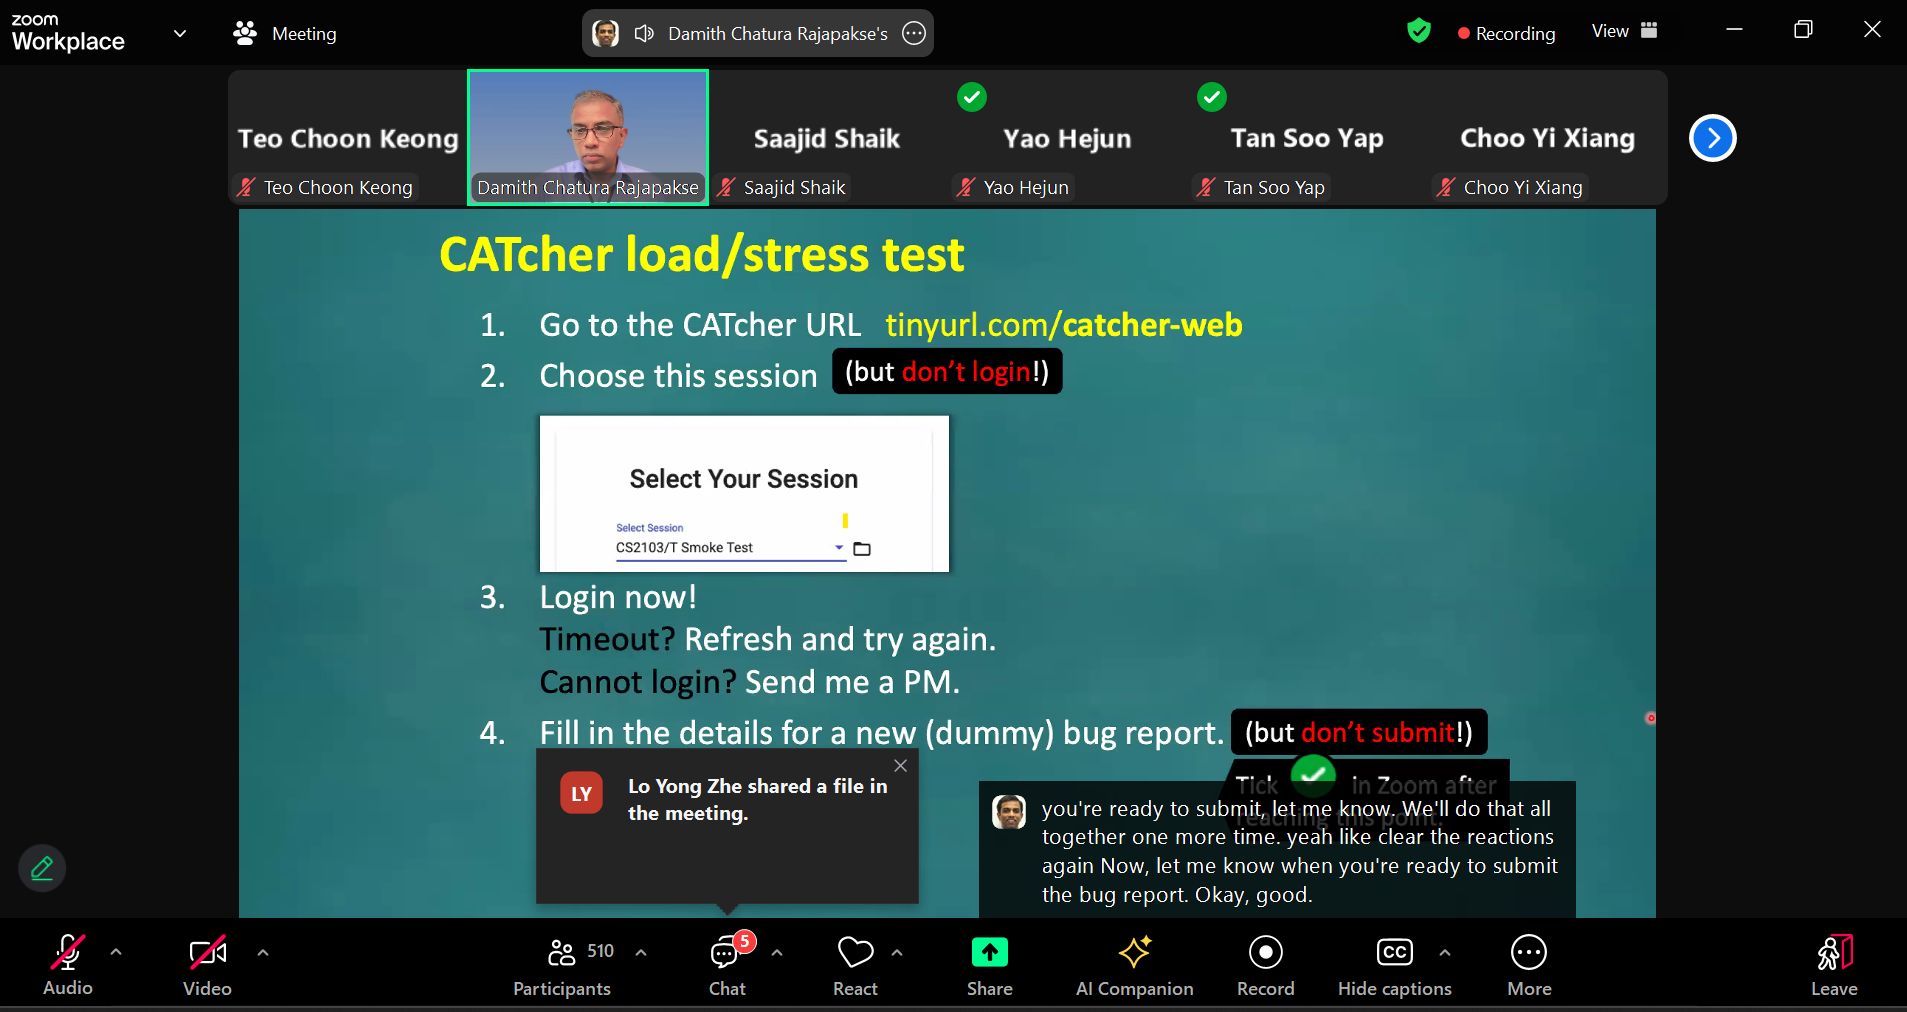 zoom
Workplace
Meeting
Damith Chatura Rajapakse's
Recording
View
Teo Choon Keong
Saajid Shaik
Yao Hejun
Tan Soo Yap
Choo Yi Xiang
Teo Choon Keong
Damith Chatura Rajapakse
Saajid Shaik
Yao Hejun
Tan Soo Yap
Choo Yi Xiang
CATcher load/stress test
1. Go to the CATcher URL tinyurl.com/catcher-web
2. Choose this session (but don't login!)
Select Your Session
Select Session
CS2103/T Smoke Test
3. Login now!
Timeout? Refresh and try again.
Cannot login? Send me a PM.
4. Fill in the details for a new (dummy) bug report. (but don't submit!)
Tick in Zoom after
reaching this point.
LY
Lo Yong Zhe shared a file in
the meeting.
you're ready to submit, let me know. We'll do that all
together one more time. yeah like clear the reactions
again Now, let me know when you're ready to submit
the bug report. Okay, good.
510
5
CC
Audio
Video
Participants
Chat
React
Share
AI Companion
Record
Hide captions
More
Leave